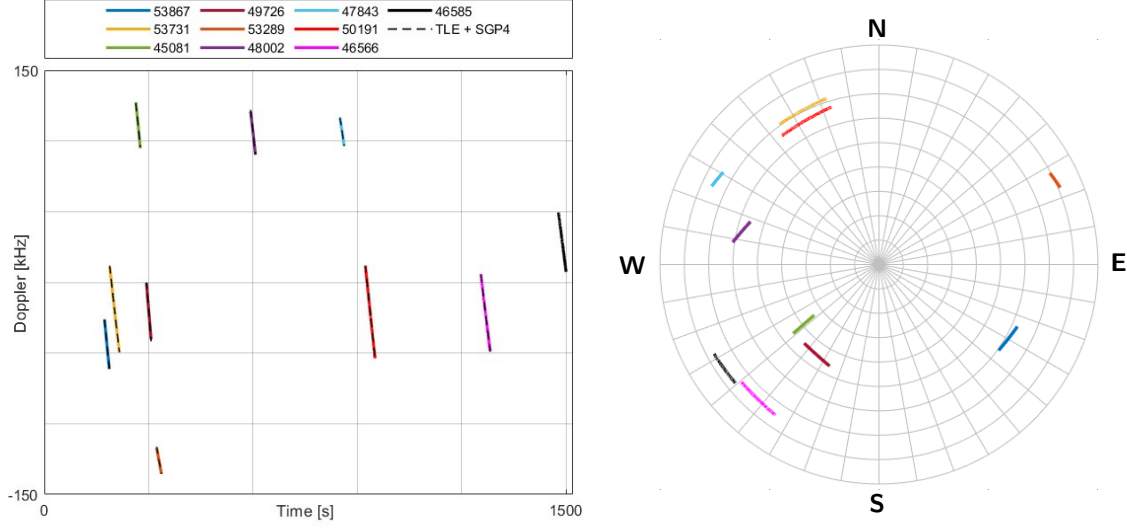 53867 49726 47843 46585
53731 53289 50191 TLE + SGP4
45081 48002 46566
150
Doppler [kHz]
-150
0 Time [s] 1500
N
W E
S